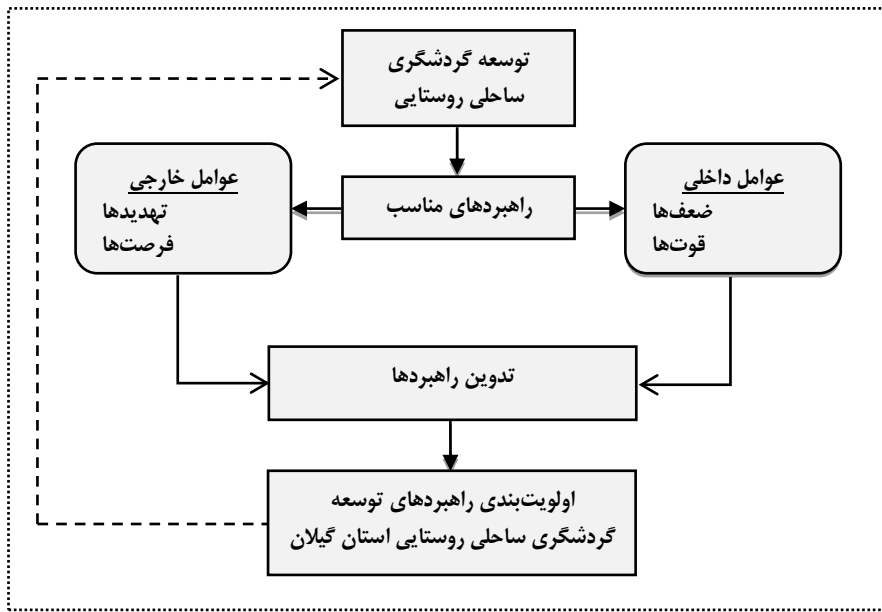 توسعه گردشگری
ساحلی روستایی
عوامل داخلی
ضعف‌ها
قوت‌ها
راهبردهای مناسب
عوامل خارجی
تهدیدها
فرصت‌ها
تدوین راهبردها
اولویت‌بندی راهبردهای توسعه
گردشگری ساحلی روستایی استان گیلان